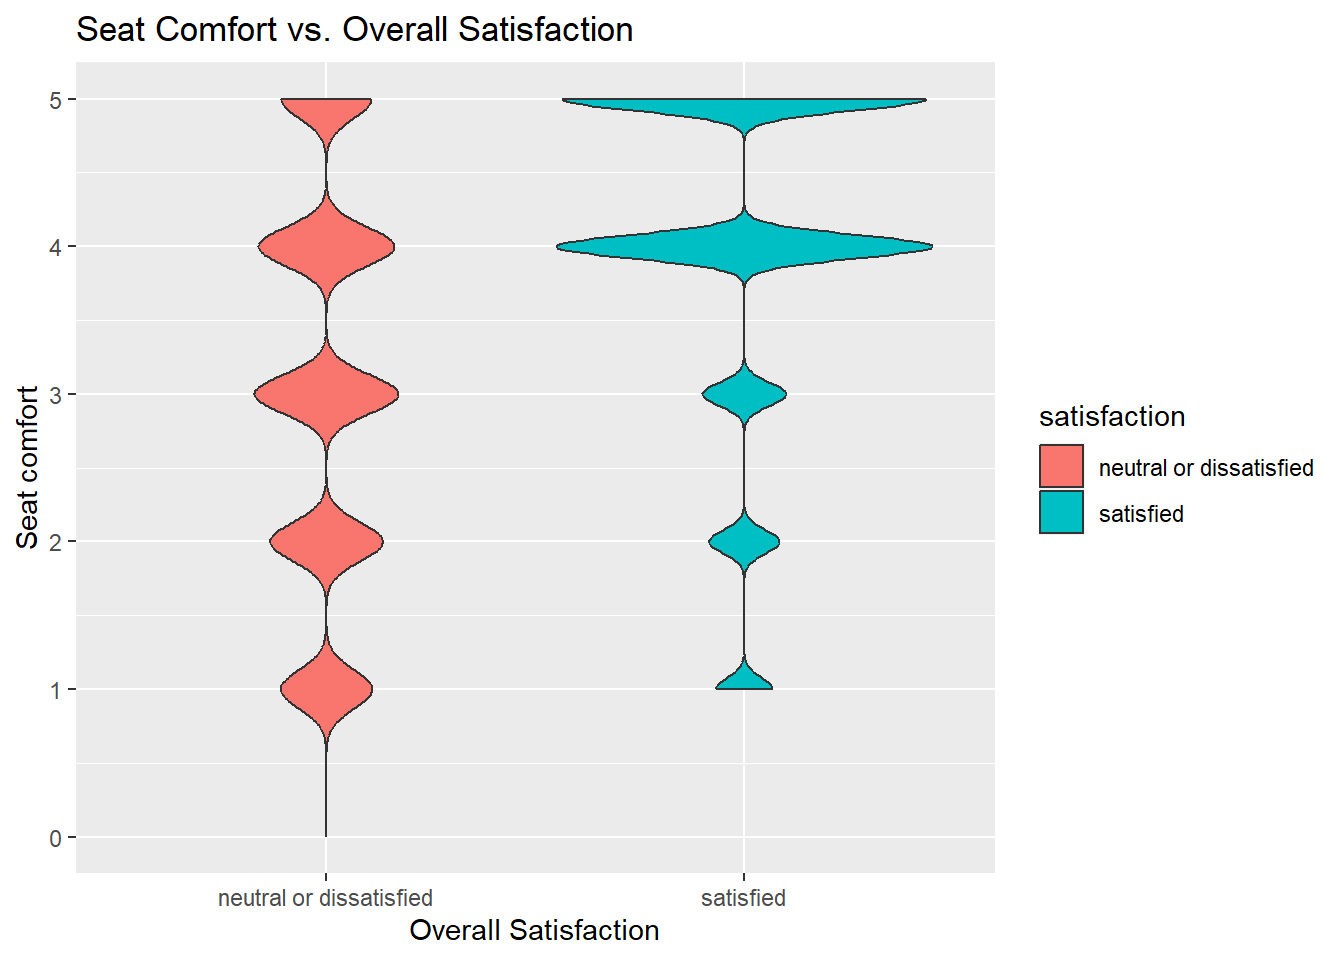 Seat Comfort vs. Overall Satisfaction
5
4
3
2
1
0
Seat comfort
neutral or dissatisfied
satisfied
Overall Satisfaction
satisfaction
neutral or dissatisfied
satisfied